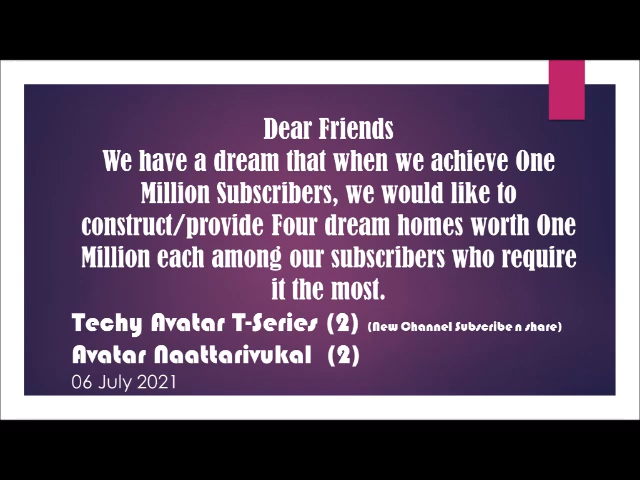 Dear Friends
We have a dream that when we achieve One
Million Subscribers, we would like to
construct/provide Four dream homes worth One
Million each among our subscribers who require
it the most.
Techy Avatar T-Series (2) (New Channel Subscribe n share)
Avatar Naattarivukal (2)
06 July 2021